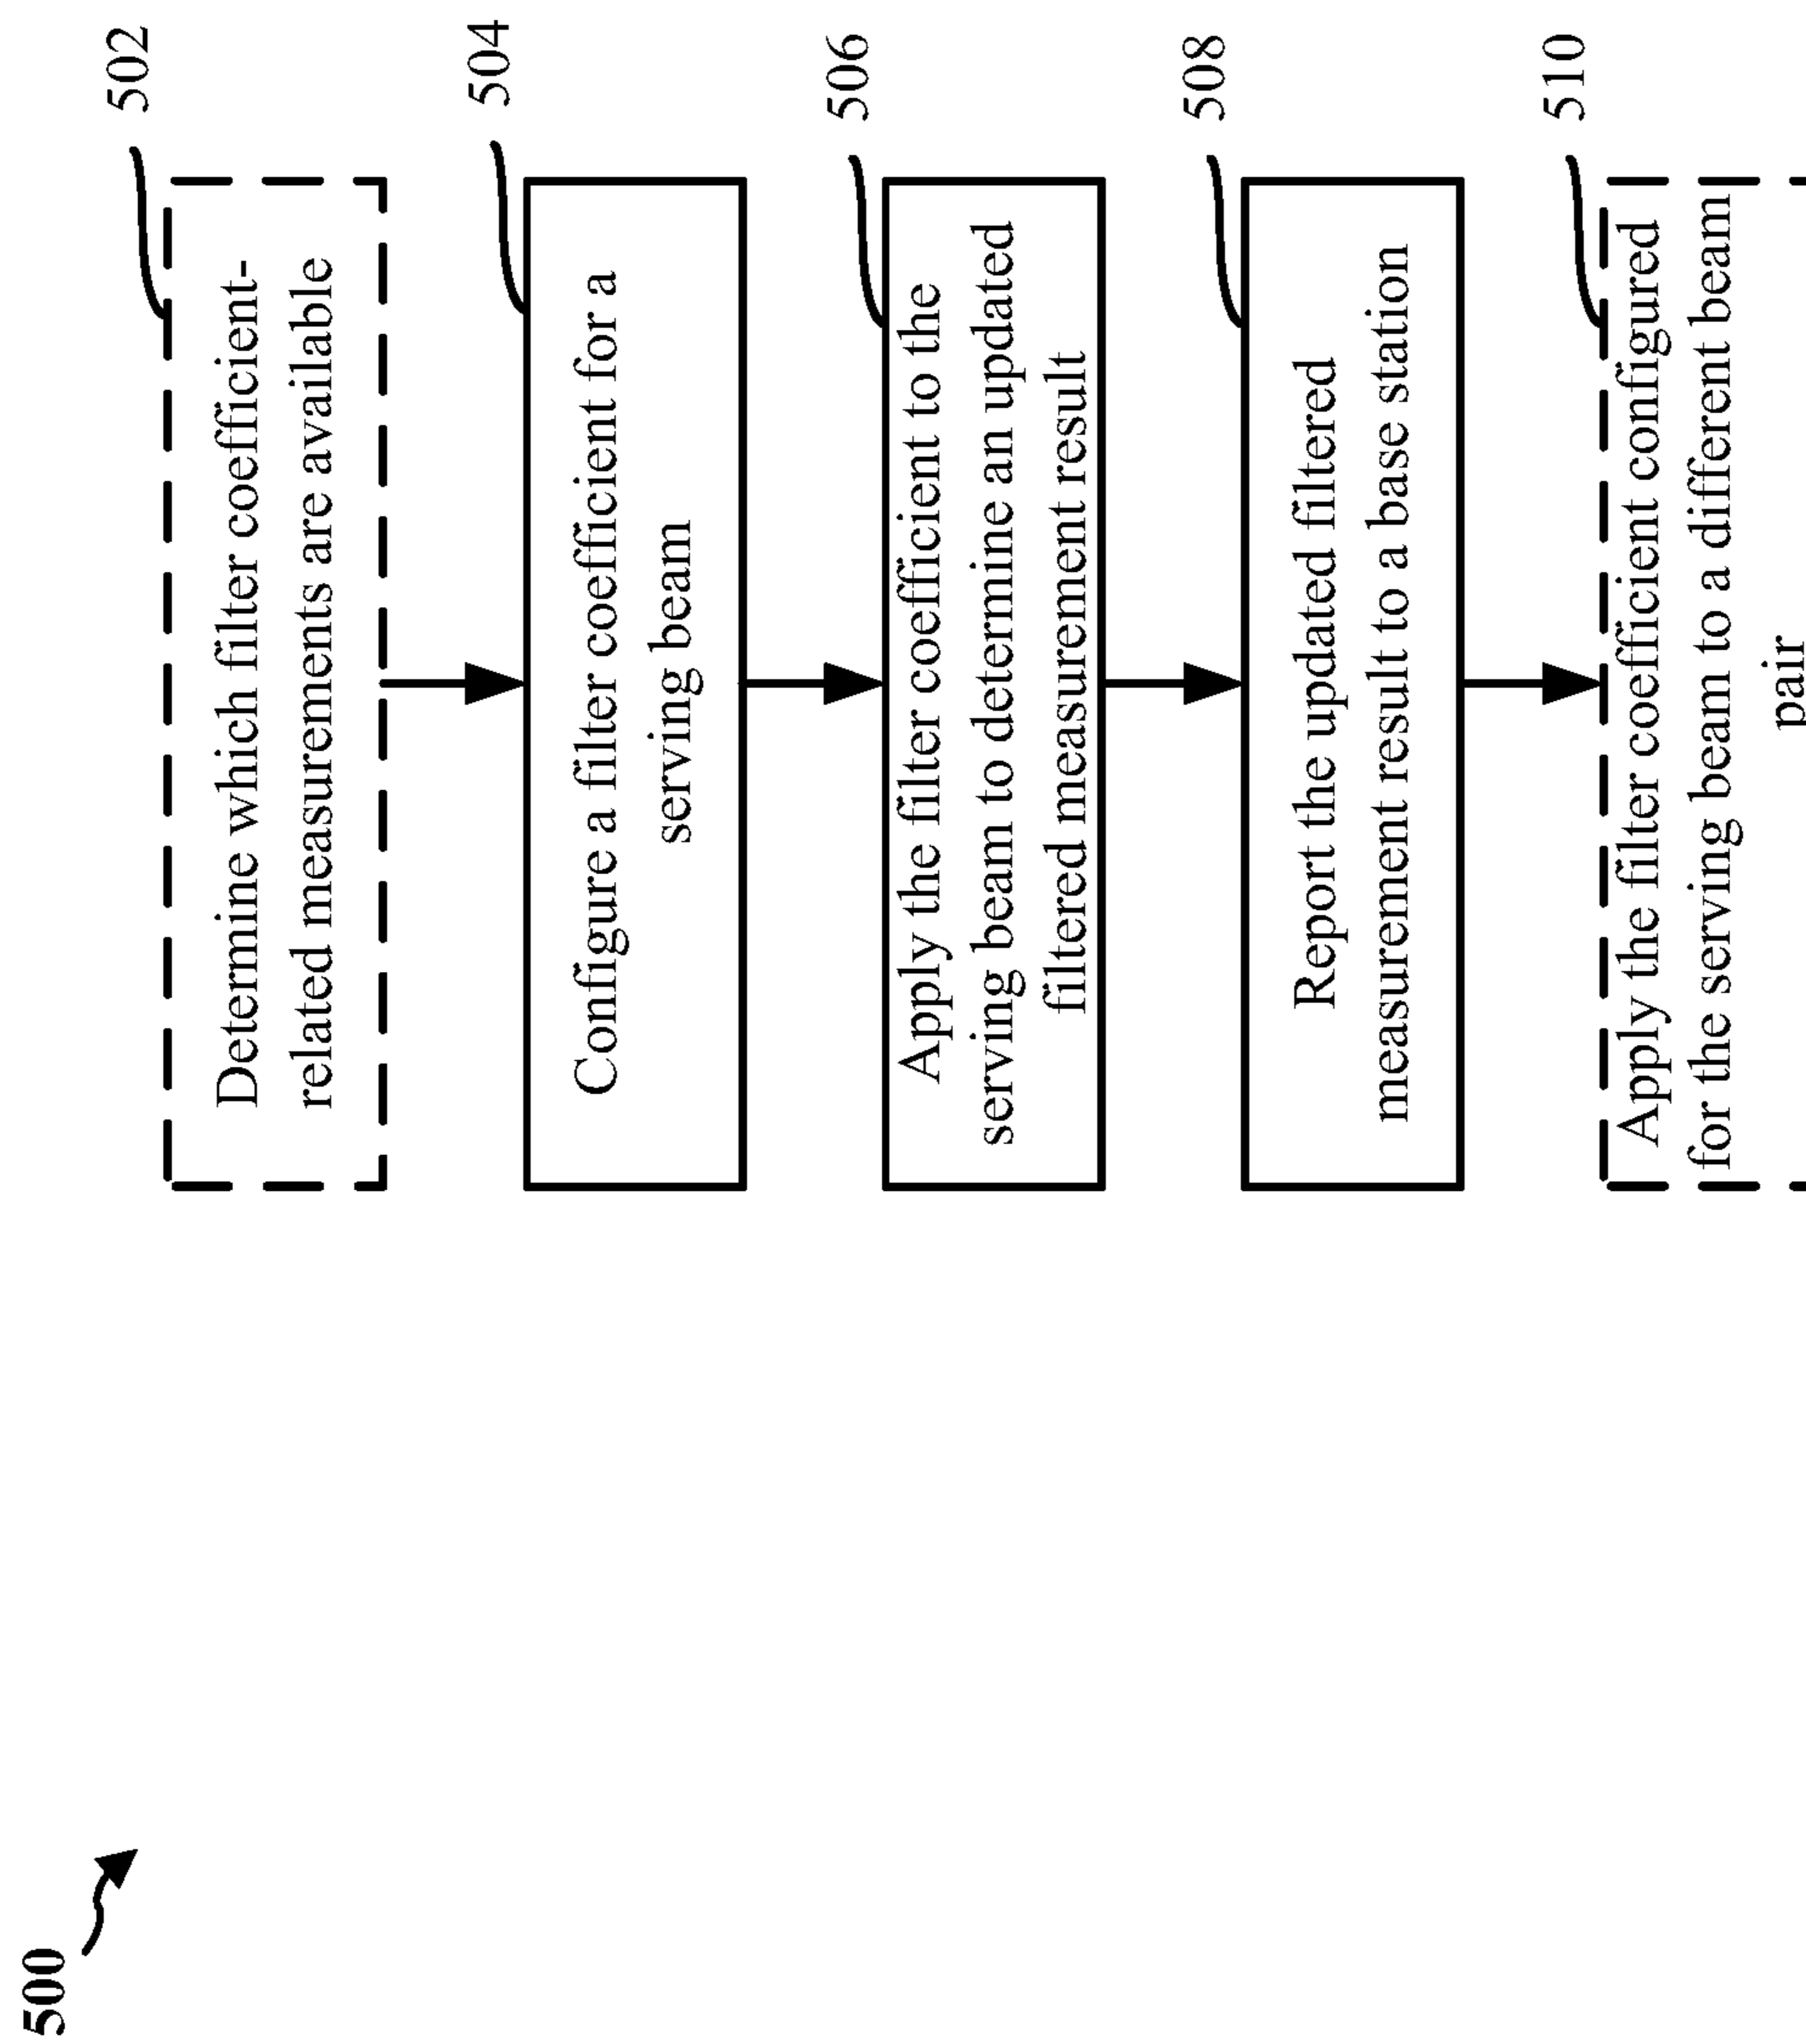 500
502
Determine which filter coefficient-
related measurements are available
504
Configure a filter coefficient for a
serving beam
506
Apply the filter coefficient to the
serving beam to determine an updated
filtered measurement result
508
Report the updated filtered
measurement result to a base station
510
Apply the filter coefficient configured
for the serving beam to a different beam
pair